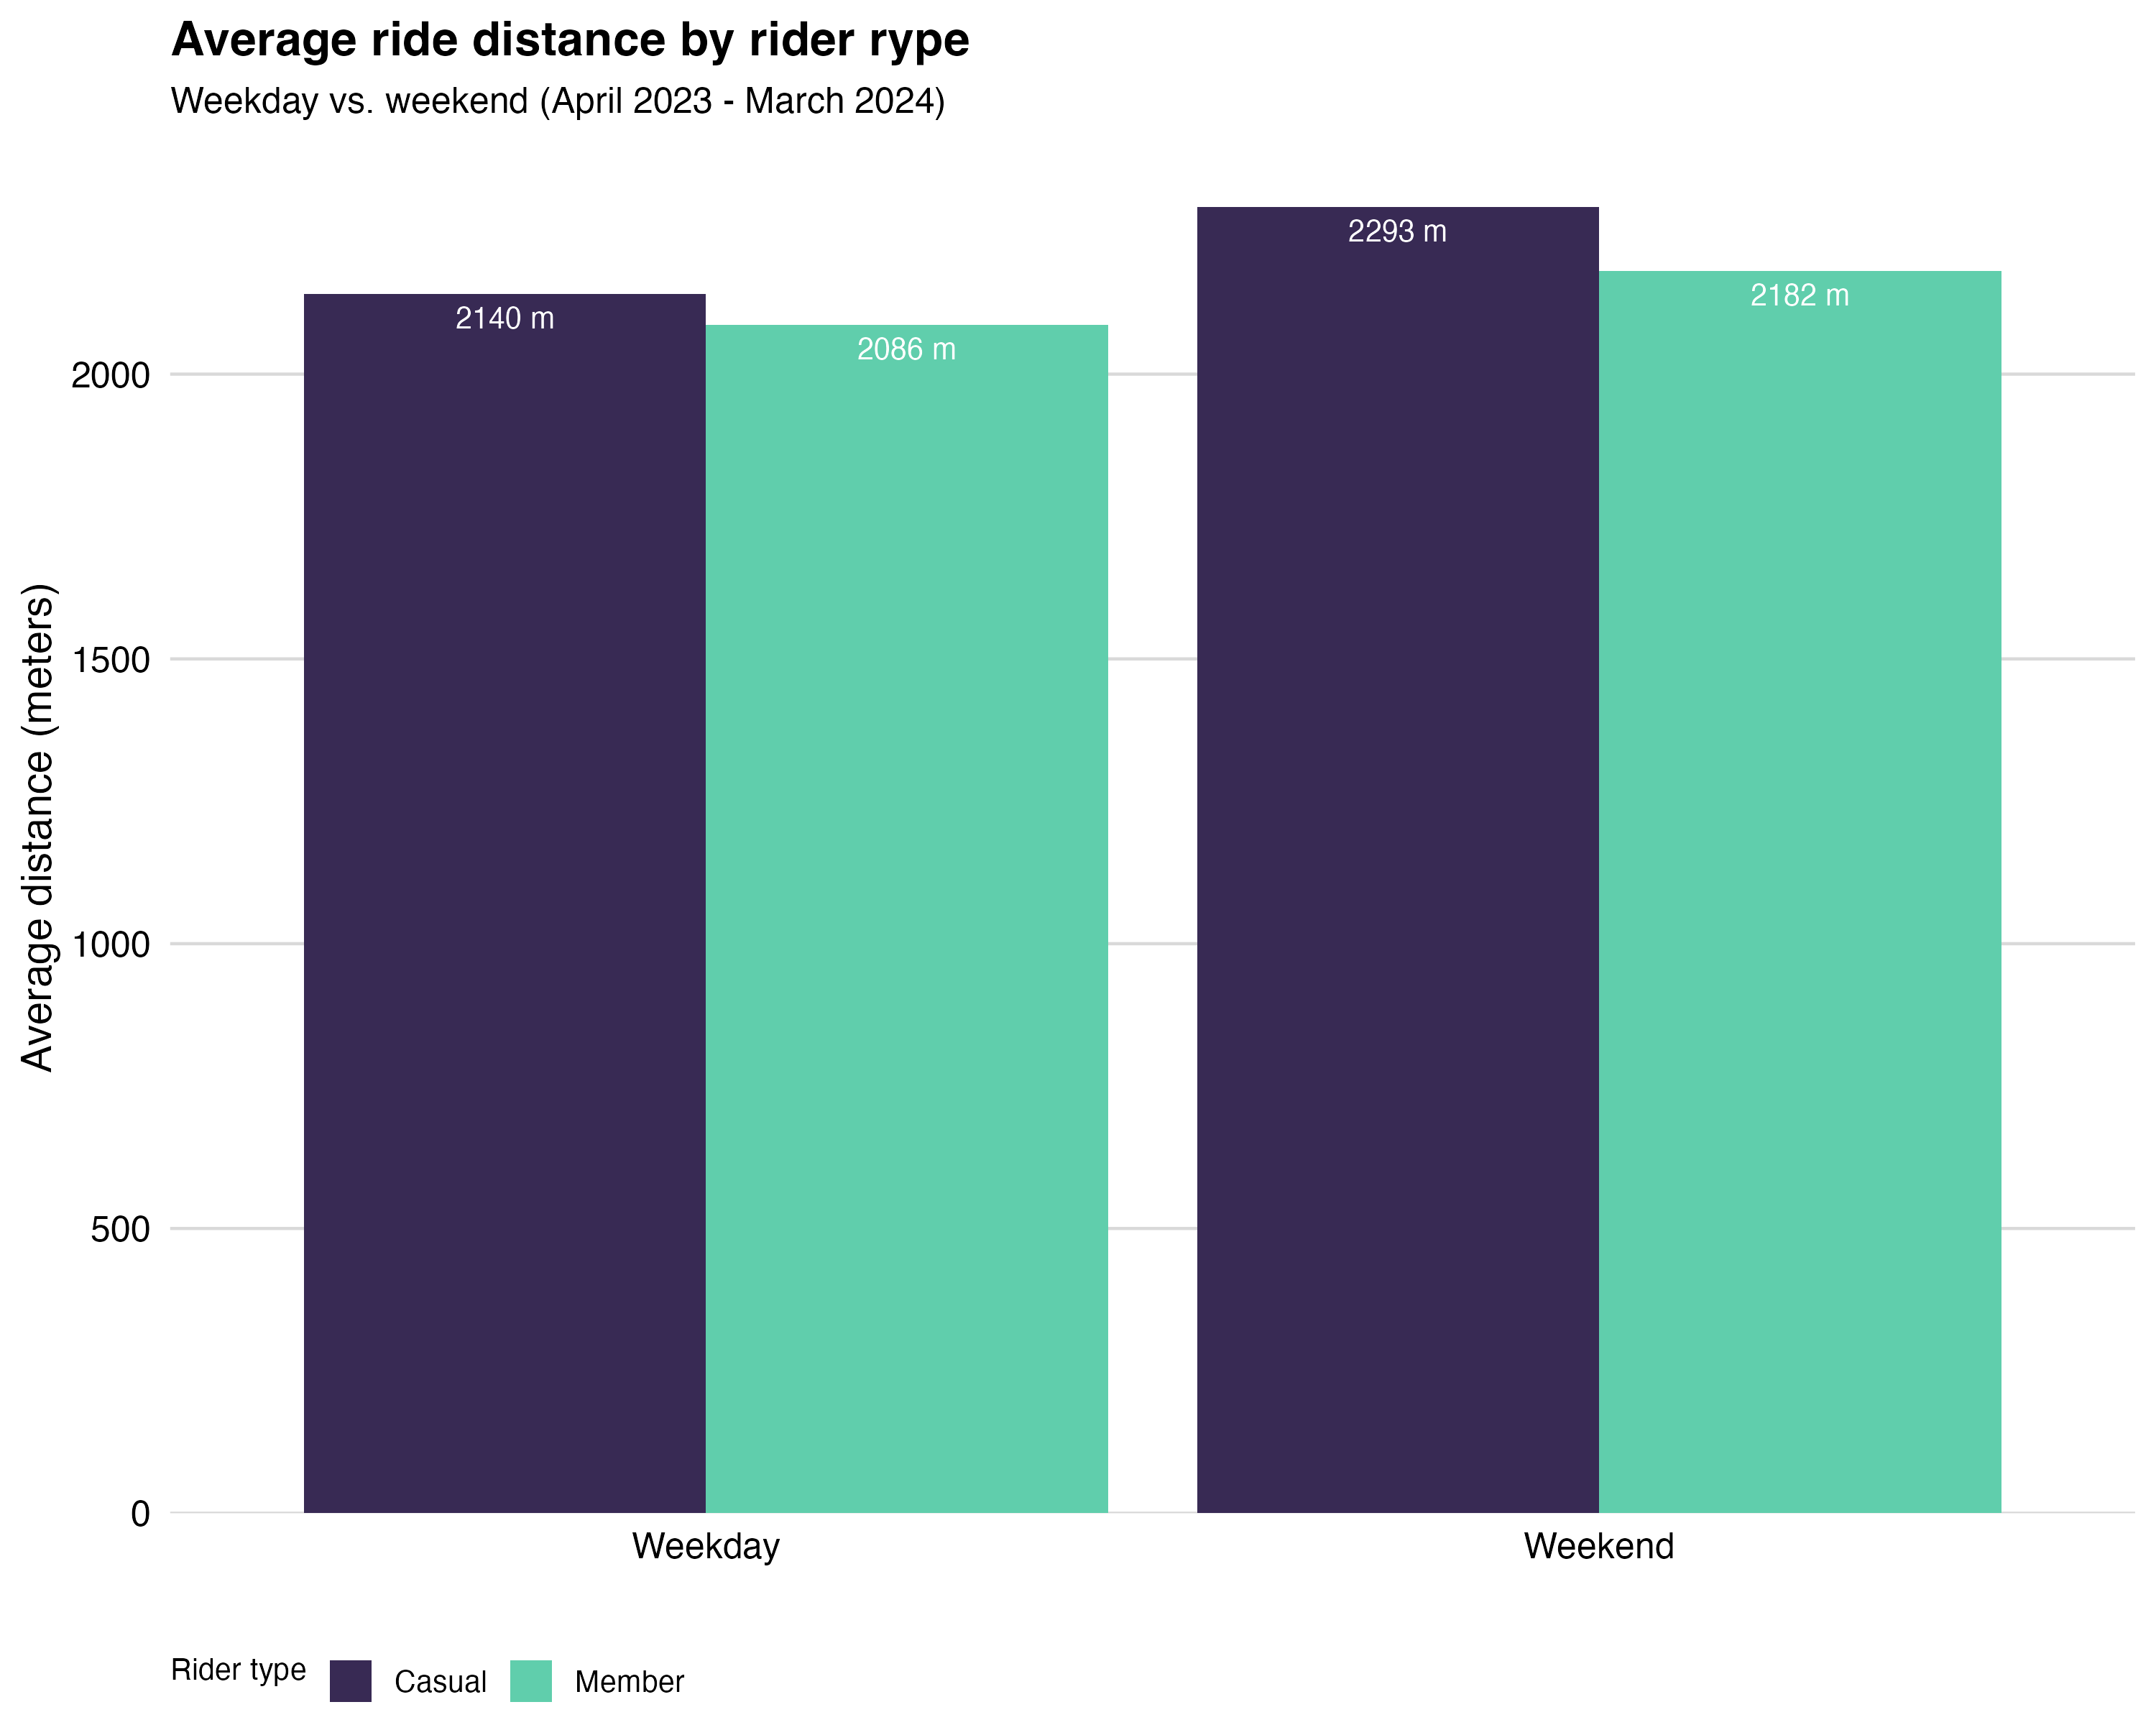 Average ride distance by rider rype
Weekday vs. weekend (April 2023 - March 2024)
Average distance (meters)
2000
1500
1000
500
0
2140 m
2086 m
2293 m
2182 m
Weekday
Weekend
Rider type
Casual
Member